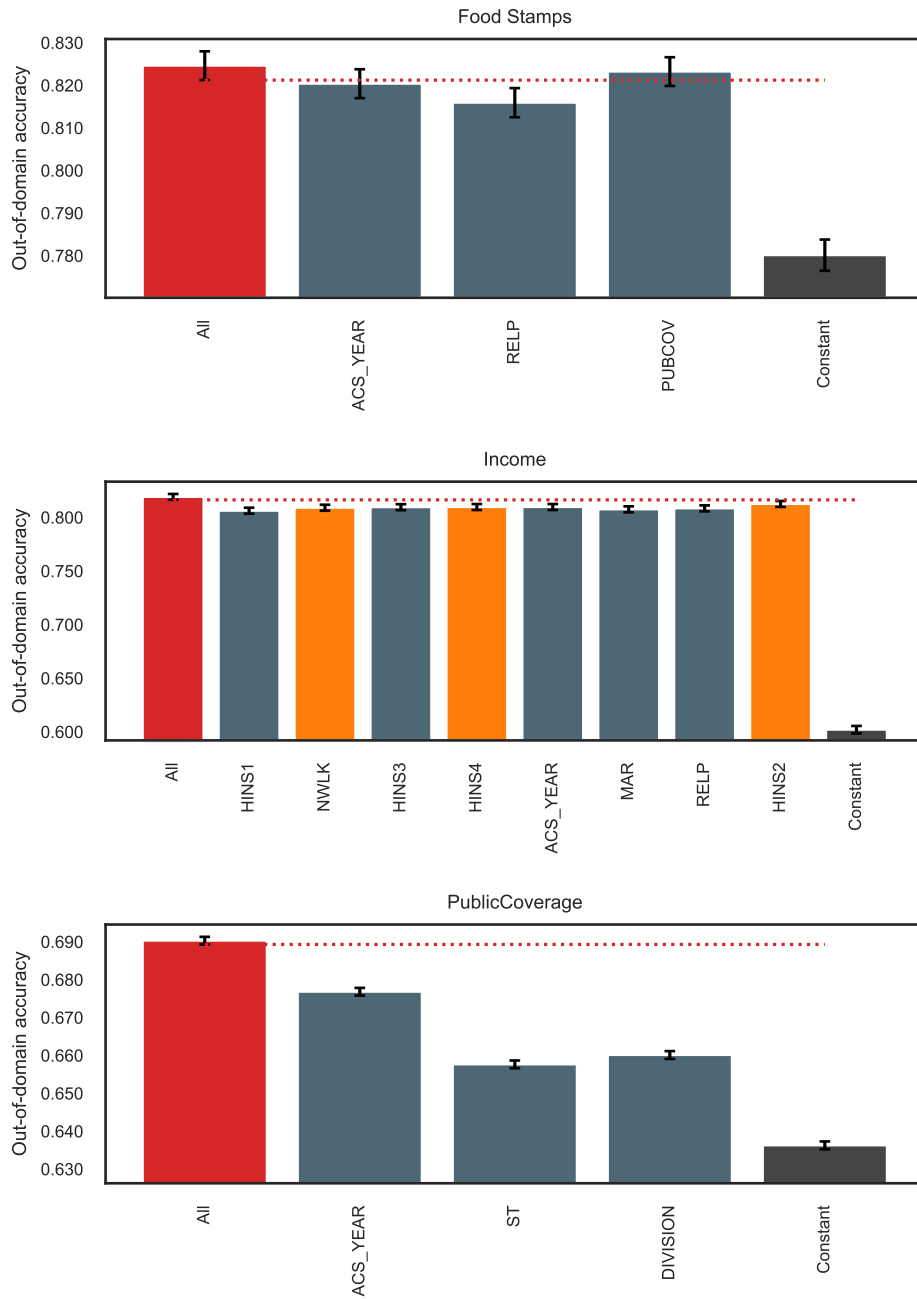 Food Stamps
Out-of-domain accuracy
0.830
0.820
0.810
0.800
0.790
0.780
All
ACS_YEAR
RELP
PUBCOV
Constant
Income
Out-of-domain accuracy
0.800
0.750
0.700
0.650
0.600
All
HINS1
NWLK
HINS3
HINS4
ACS_YEAR
MAR
RELP
HINS2
Constant
PublicCoverage
Out-of-domain accuracy
0.690
0.680
0.670
0.660
0.650
0.640
0.630
All
ACS_YEAR
ST
DIVISION
Constant